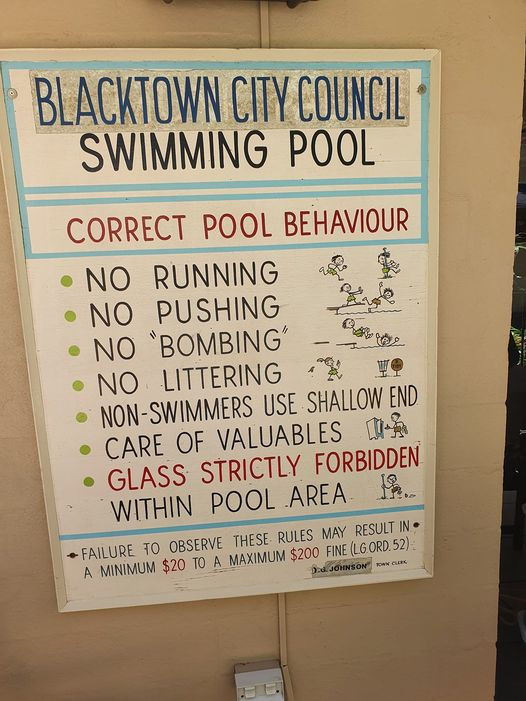 BLACKTOWN CITY COUNCIL
SWIMMING POOL
CORRECT POOL BEHAVIOUR
NO RUNNING
NO PUSHING
NO "BOMBING"
NO LITTERING
NON-SWIMMERS USE SHALLOW END
CARE OF VALUABLES
GLASS STRICTLY FORBIDDEN
WITHIN POOL AREA
FAILURE TO OBSERVE THESE RULES MAY RESULT IN
A MINIMUM $20 TO A MAXIMUM $200 FINE (LG ORD. 52)
JOHNSON TOWN CLERK